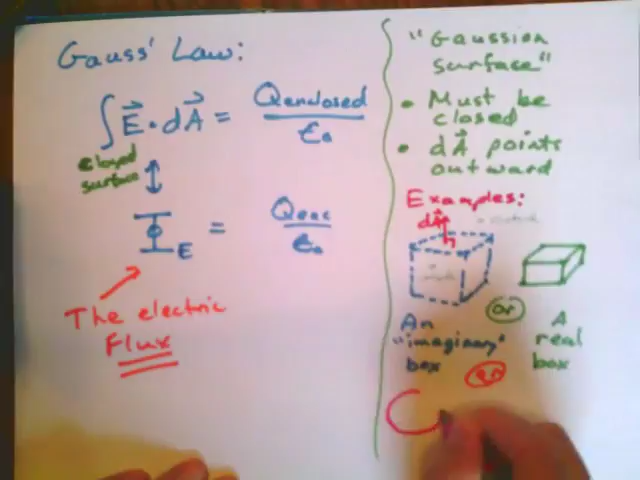 Gauss' Law:
∫ E⃗ · dA⃗ = Qenclosed / ε₀
closed
surface
Φ_E = Qenc / ε₀
The electric
Flux
"Gaussian
surface"
• Must be
closed
• dA⃗ points
outward
Examples:
dA⃗
or
An
"imaginary"
box
A
real
box
or